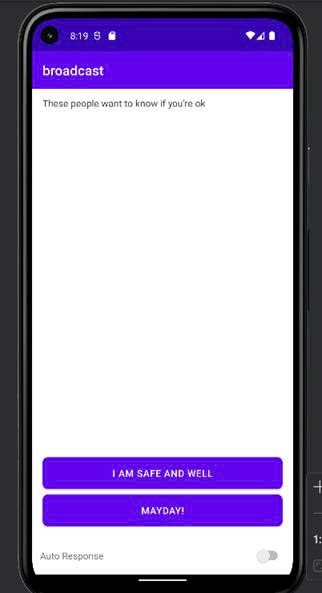 8:19
broadcast
These people want to know if you're ok
I AM SAFE AND WELL
MAYDAY!
Auto Response
1: